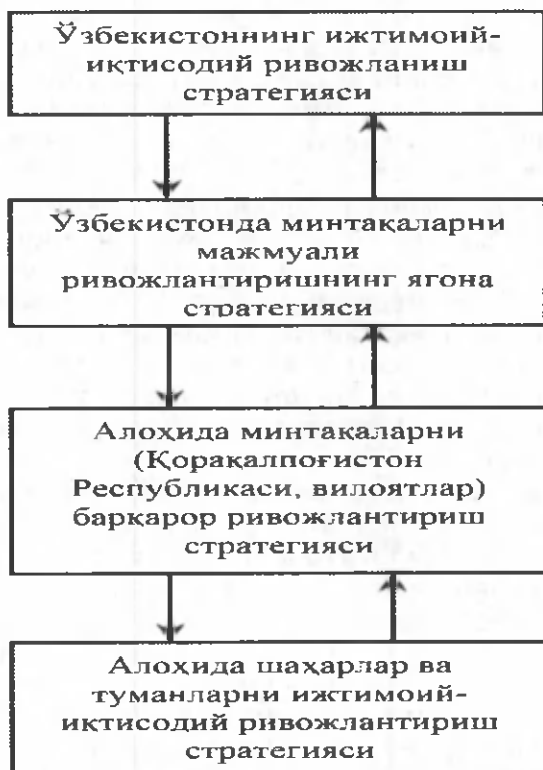 Ўзбекистоннинг ижтимоий-
иқтисодий ривожланиш
стратегияси
Ўзбекистонда минтақаларни
мажмуали
ривожлантиришнинг ягона
стратегияси
Алоҳида минтақаларни
(Қорақалпоғистон
Республикаси, вилоятлар)
барқарор ривожлантириш
стратегияси
Алоҳида шаҳарлар ва
туманларни ижтимоий-
иқтисодий ривожлантириш
стратегияси